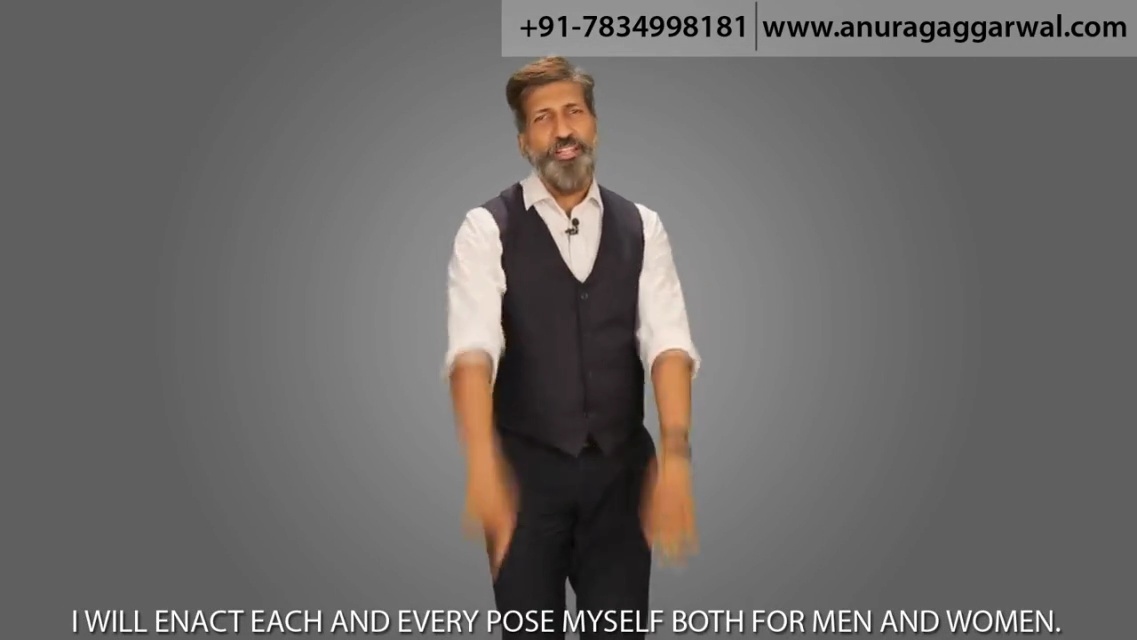 +91-7834998181 | www.anuragaggarwal.com
I WILL ENACT EACH AND EVERY POSE MYSELF BOTH FOR MEN AND WOMEN.